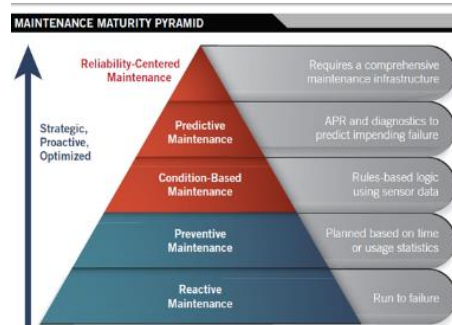 MAINTENANCE MATURITY PYRAMID
Reliability-Centered
Maintenance
Requires a comprehensive
maintenance infrastructure
Strategic,
Proactive,
Optimized
Predictive
Maintenance
APR and diagnostics to
predict impending failure
Condition-Based
Maintenance
Rules-based logic
using sensor data
Preventive
Maintenance
Planned based on time
or usage statistics
Reactive
Maintenance
Run to failure